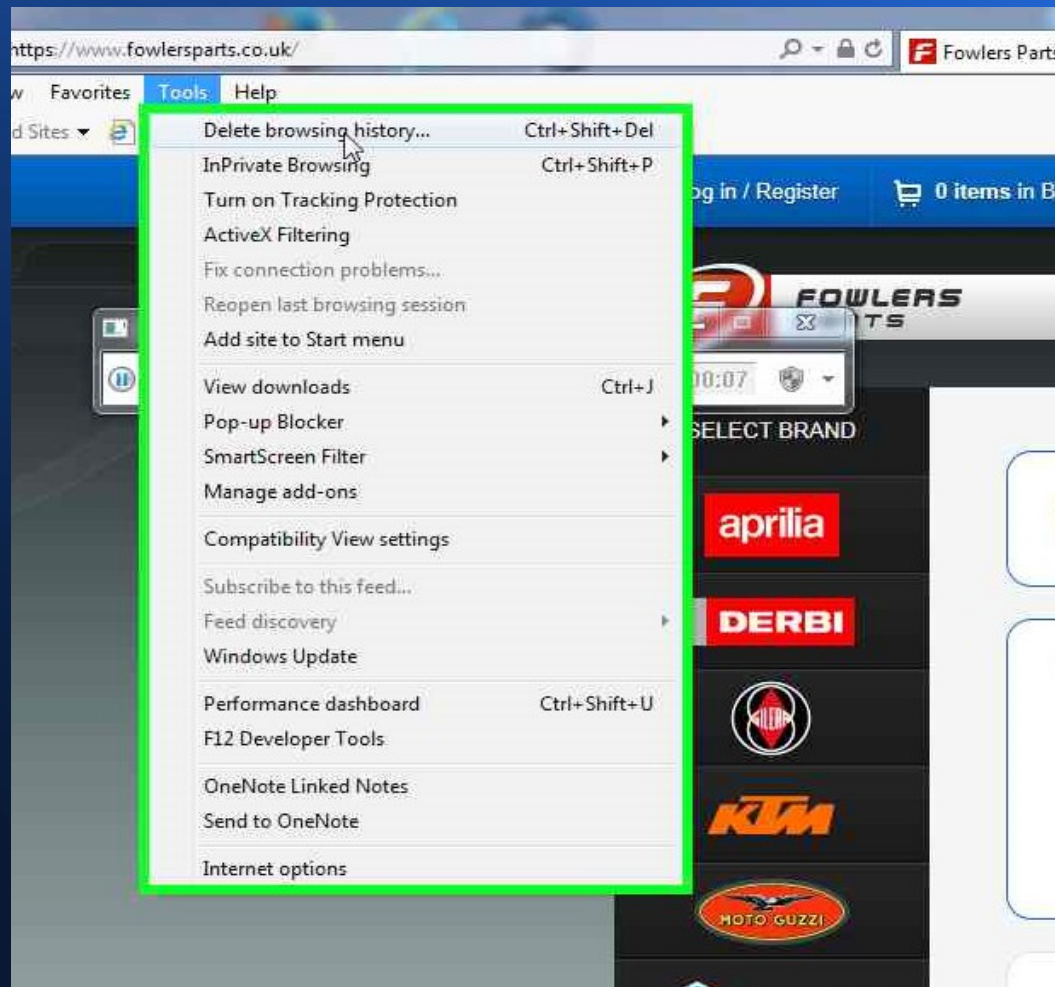 https://www.fowlersparts.co.uk/
Fowlers Parts
w Favorites Tools Help
d Sites
Delete browsing history... Ctrl+Shift+Del
InPrivate Browsing Ctrl+Shift+P
Turn on Tracking Protection
ActiveX Filtering
Fix connection problems...
Reopen last browsing session
Add site to Start menu
View downloads Ctrl+J
Pop-up Blocker
SmartScreen Filter
Manage add-ons
Compatibility View settings
Subscribe to this feed...
Feed discovery
Windows Update
Performance dashboard Ctrl+Shift+U
F12 Developer Tools
OneNote Linked Notes
Send to OneNote
Internet options
og in / Register
0 items in B
FOWLERS
TS
00:07
SELECT BRAND
aprilia
DERBI
GILERA
KTM
MOTO GUZZI